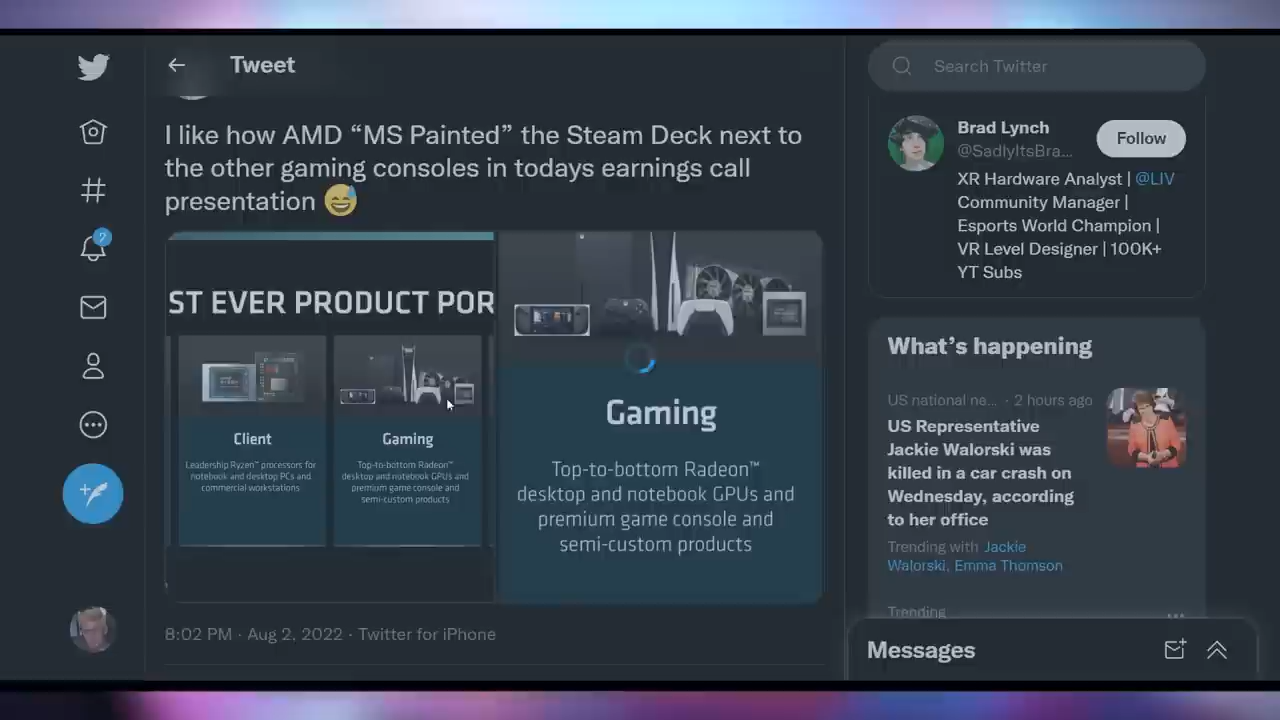 Tweet
Search Twitter
I like how AMD “MS Painted” the Steam Deck next to
the other gaming consoles in todays earnings call
presentation 😅
ST EVER PRODUCT POR
Client
Leadership Ryzen™ processors for
notebook and desktop PCs and
commercial workstations
Gaming
Top-to-bottom Radeon™
desktop and notebook GPUs and
premium game console and
semi-custom products
Gaming
Top-to-bottom Radeon™
desktop and notebook GPUs and
premium game console and
semi-custom products
8:02 PM · Aug 2, 2022 · Twitter for iPhone
Brad Lynch
@SadlyItsBra...
Follow
XR Hardware Analyst | @LIV
Community Manager |
Esports World Champion |
VR Level Designer | 100K+
YT Subs
What’s happening
US national ne... · 2 hours ago
US Representative
Jackie Walorski was
killed in a car crash on
Wednesday, according
to her office
Trending with Jackie
Walorski, Emma Thomson
Trending
Messages